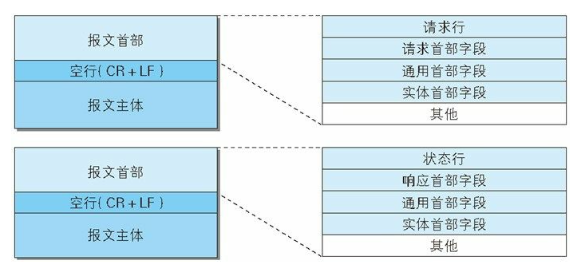 报文首部
空行(CR+LF)
报文主体
请求行
请求首部字段
通用首部字段
实体首部字段
其他
报文首部
空行(CR+LF)
报文主体
状态行
响应首部字段
通用首部字段
实体首部字段
其他